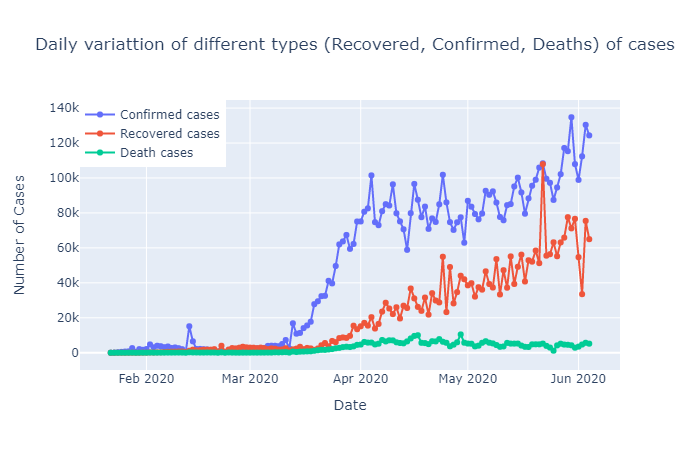 Daily variattion of different types (Recovered, Confirmed, Deaths) of cases
Confirmed cases
Recovered cases
Death cases
140k
120k
100k
80k
60k
40k
20k
0
Number of Cases
Feb 2020
Mar 2020
Apr 2020
May 2020
Jun 2020
Date